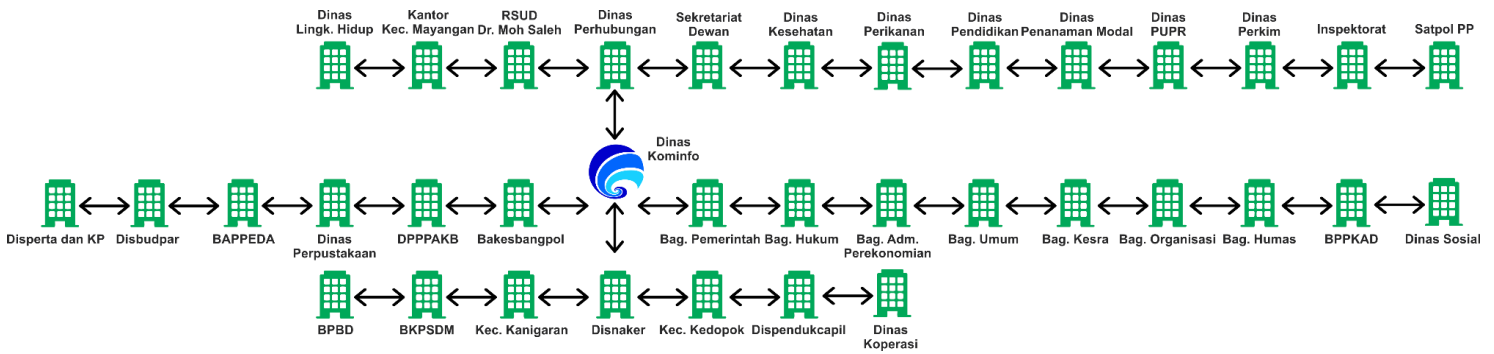 Dinas
Lingk. Hidup
Kantor
Kec. Mayangan
RSUD
Dr. Moh Saleh
Dinas
Perhubungan
Sekretariat
Dewan
Dinas
Kesehatan
Dinas
Perikanan
Dinas
Pendidikan
Dinas
Penanaman Modal
Dinas
PUPR
Dinas
Perkim
Inspektorat
Satpol PP
Dinas
Kominfo
Disperta dan KP
Disbudpar
BAPPEDA
Dinas
Perpustakaan
DPPPAKB
Bakesbangpol
Bag. Pemerintah
Bag. Hukum
Bag. Adm.
Perekonomian
Bag. Umum
Bag. Kesra
Bag. Organisasi
Bag. Humas
BPPKAD
Dinas Sosial
BPBD
BKPSDM
Kec. Kanigaran
Disnaker
Kec. Kedopok
Dispendukcapil
Dinas
Koperasi